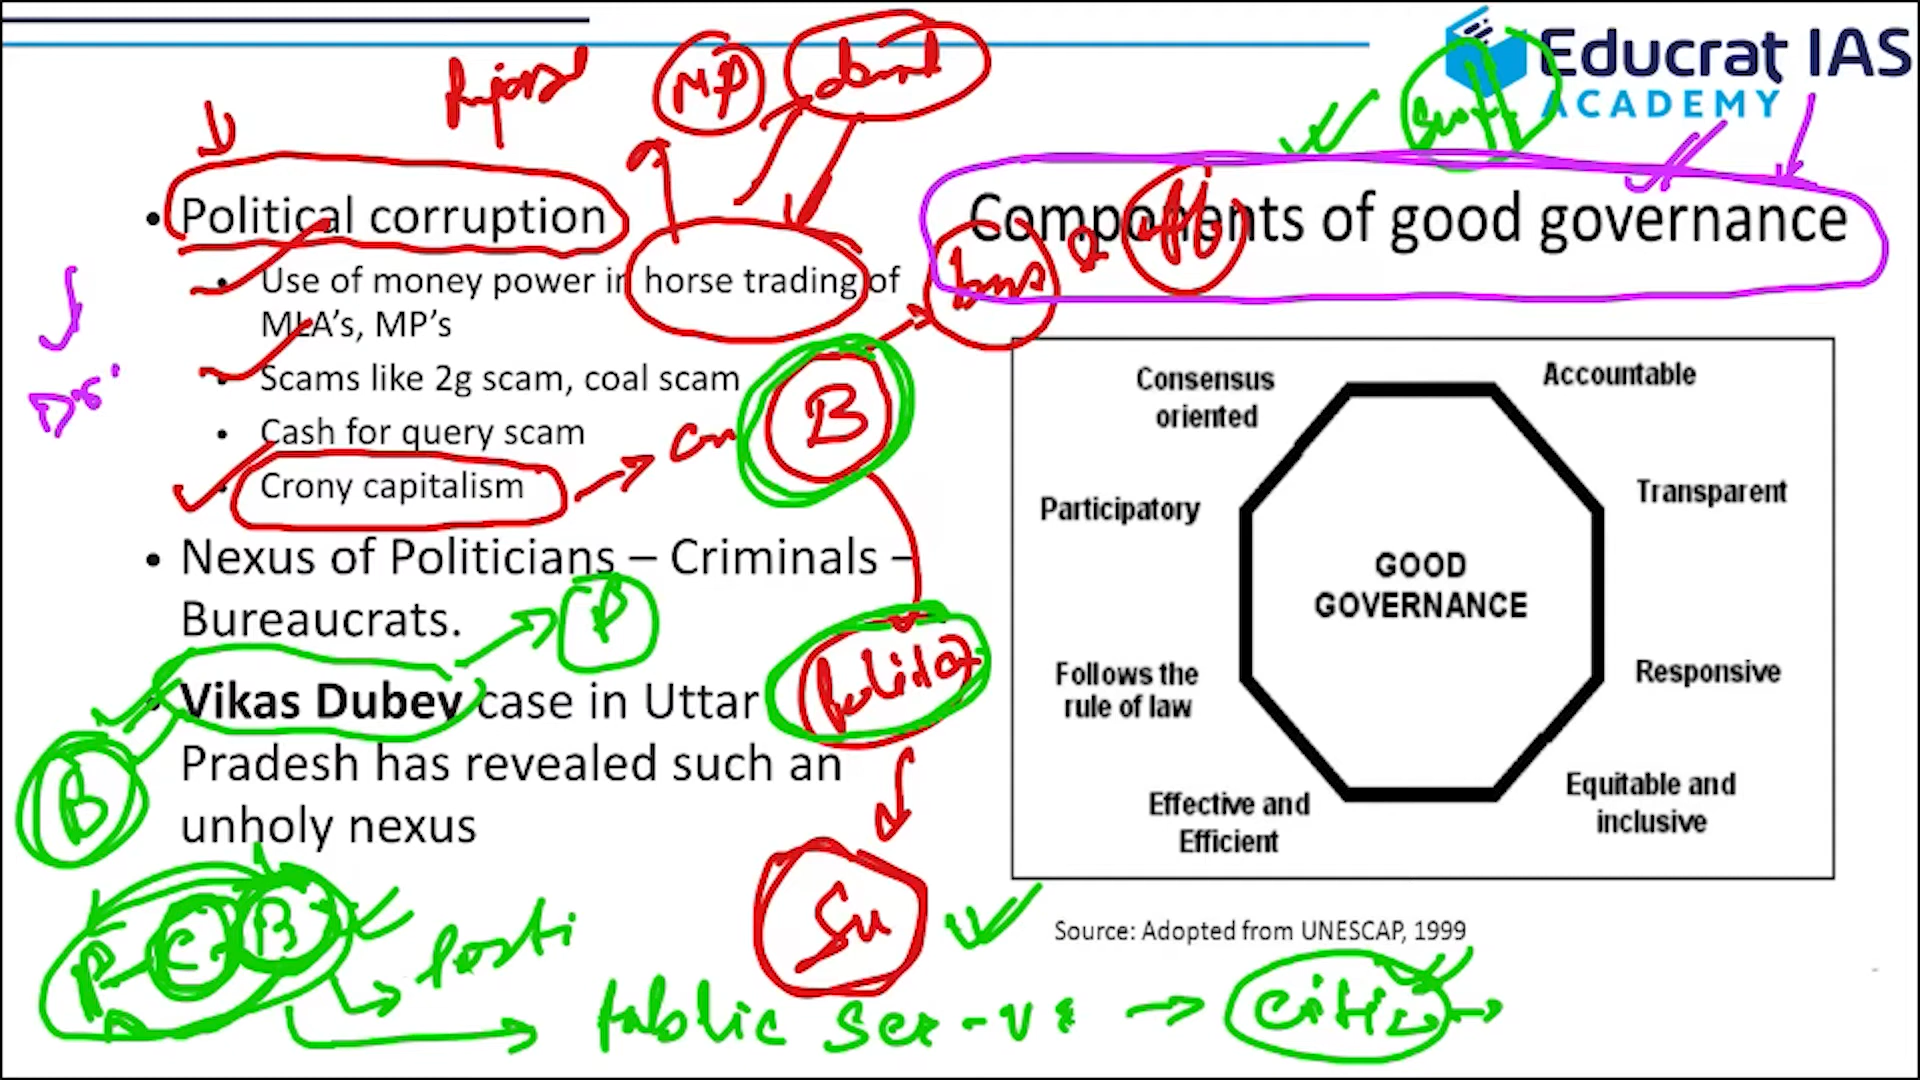 Educrat IAS
ACADEMY
MP
• Political corruption
• Use of money power in horse trading of
MLA's, MP's
• Scams like 2g scam, coal scam
• Cash for query scam
• Crony capitalism
B
• Nexus of Politicians – Criminals –
Bureaucrats.
P
• Vikas Dubey case in Uttar
Pradesh has revealed such an
unholy nexus
B
P C B
Su
Components of good governance
Consensus
oriented
Accountable
Participatory
Transparent
GOOD
GOVERNANCE
Follows the
rule of law
Responsive
Effective and
Efficient
Equitable and
inclusive
Source: Adopted from UNESCAP, 1999